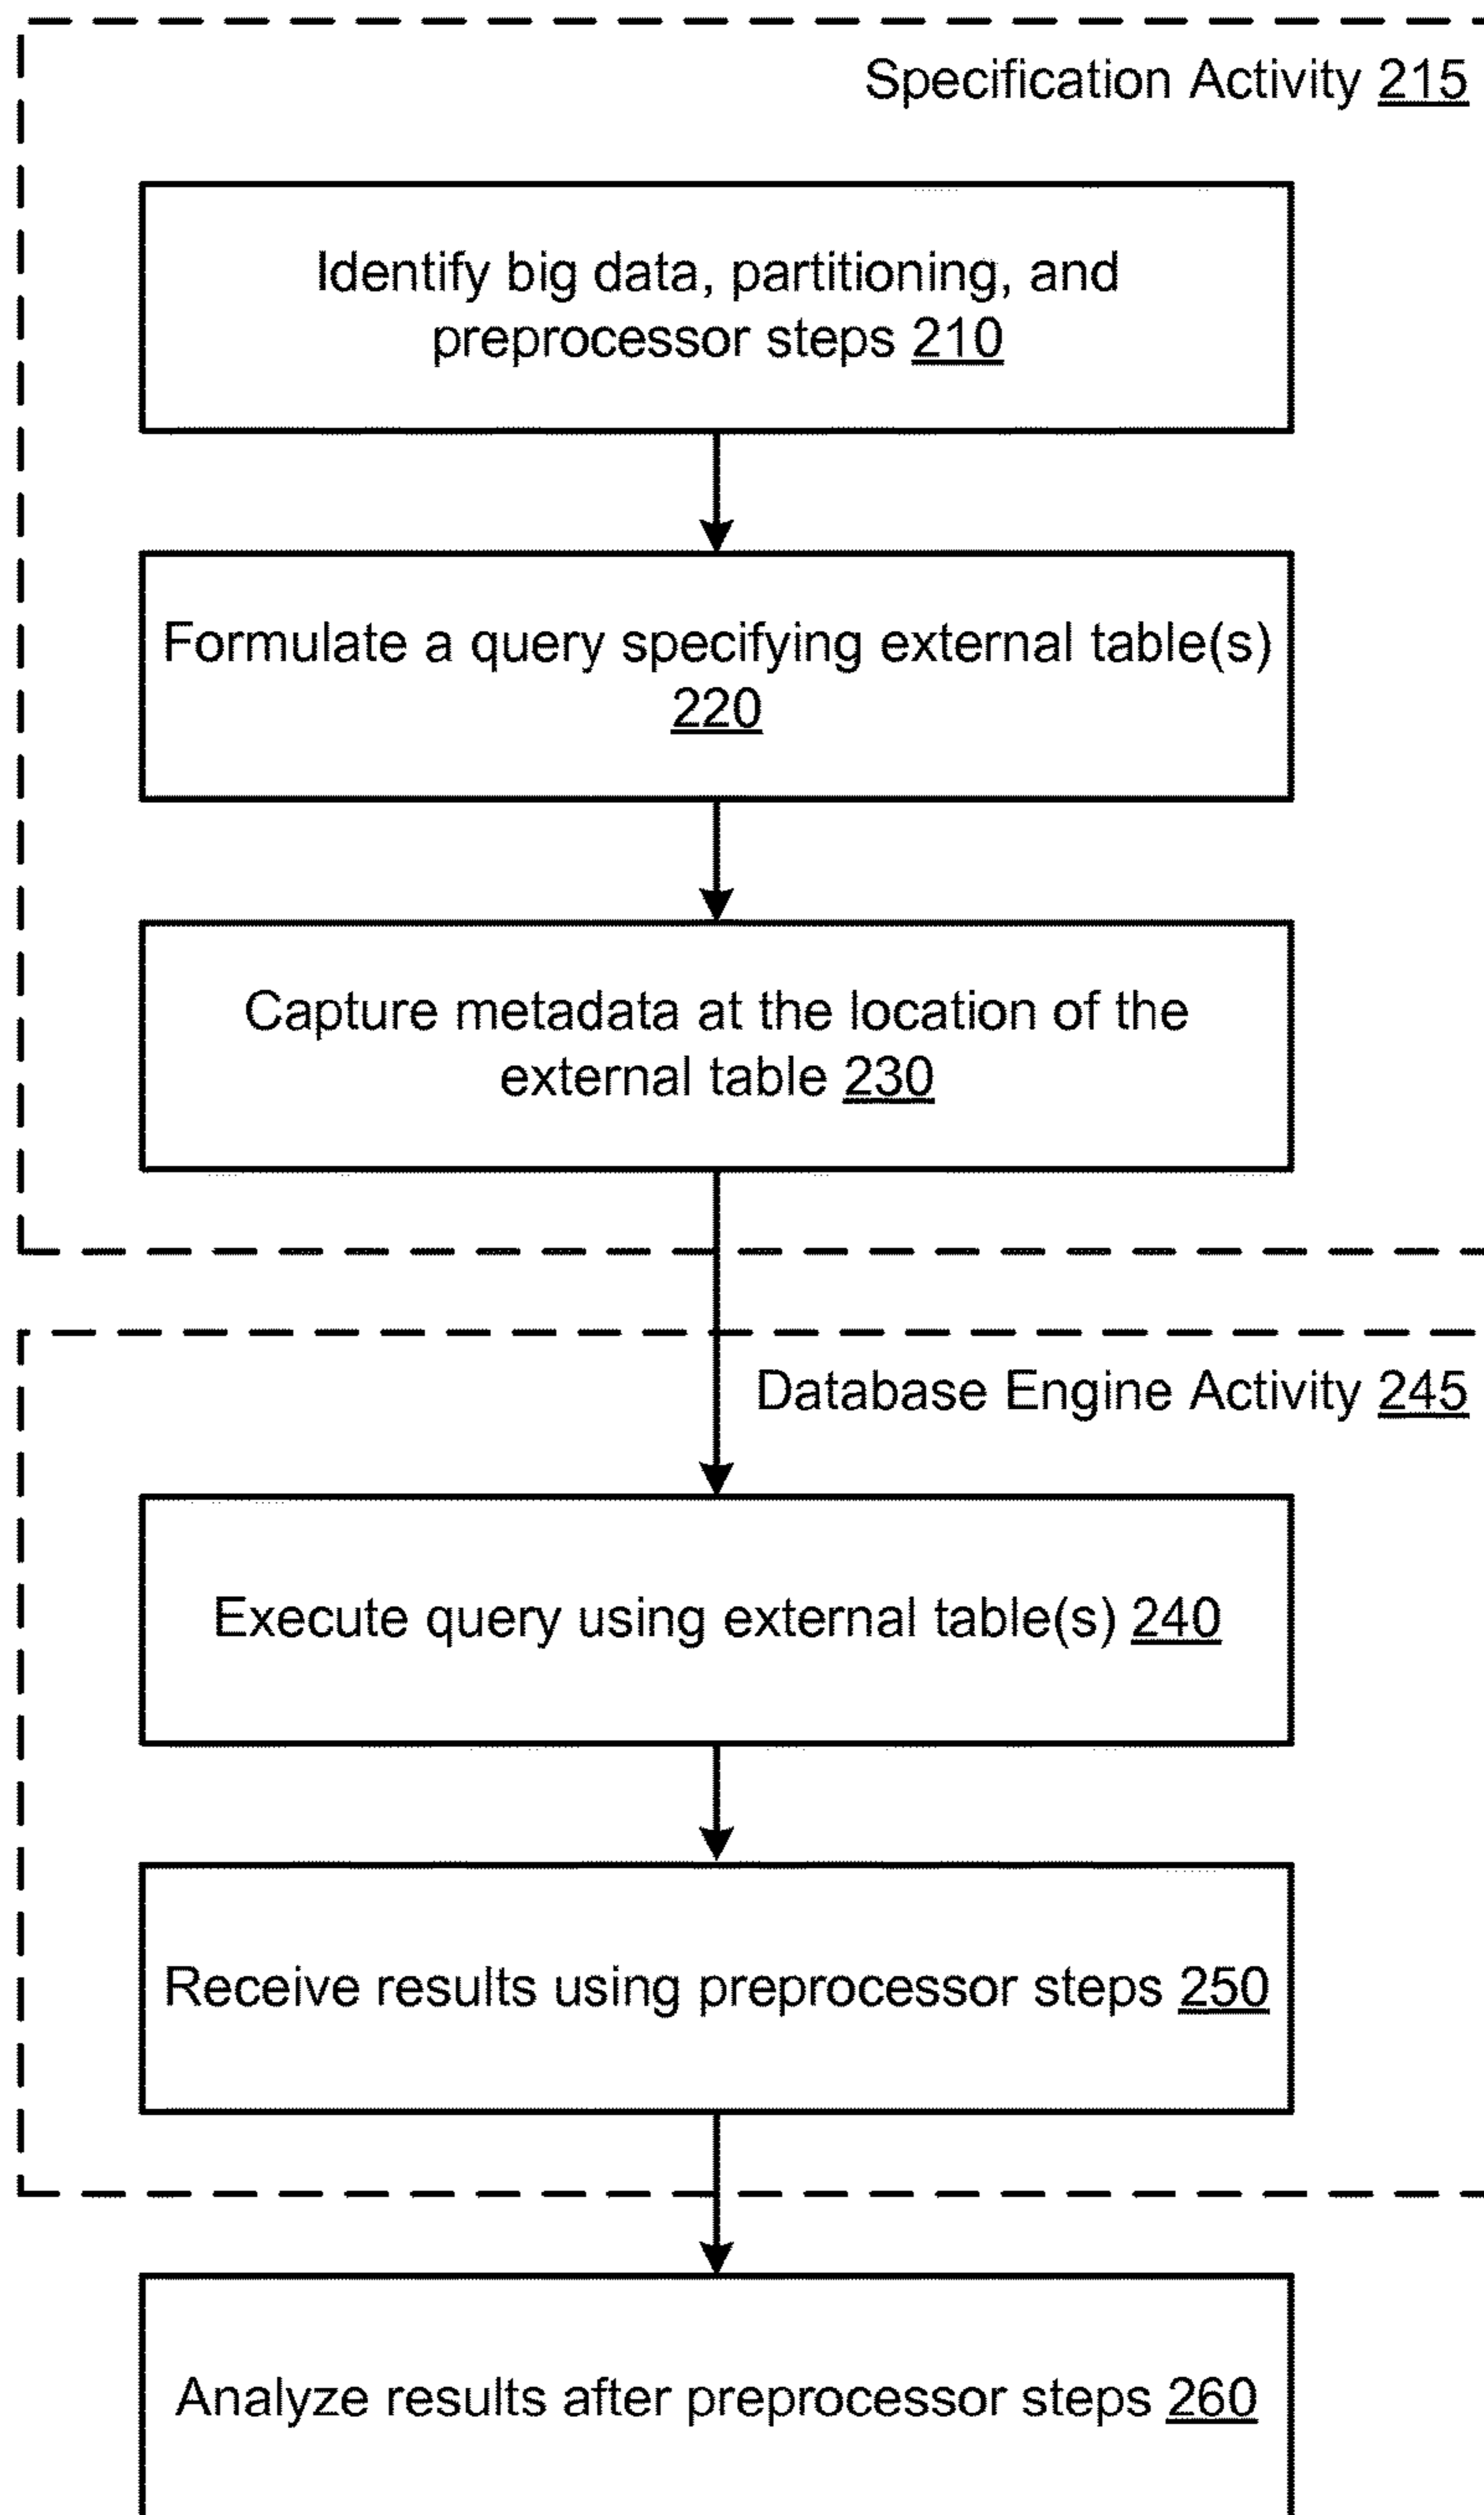 Specification Activity 215
Identify big data, partitioning, and
preprocessor steps 210
Formulate a query specifying external table(s)
220
Capture metadata at the location of the
external table 230
Database Engine Activity 245
Execute query using external table(s) 240
Receive results using preprocessor steps 250
Analyze results after preprocessor steps 260